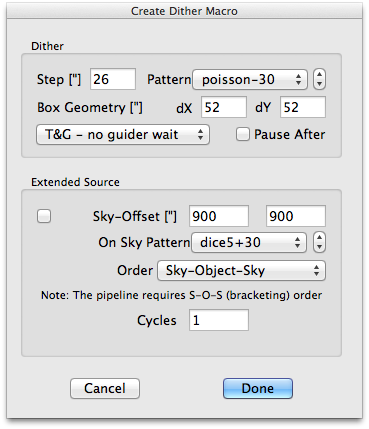 Create Dither Macro
Dither
Step ["] 26 Pattern poisson-30
Box Geometry ["] dX 52 dY 52
T&G - no guider wait Pause After
Extended Source
Sky-Offset ["] 900 900
On Sky Pattern dice5+30
Order Sky-Object-Sky
Note: The pipeline requires S-O-S (bracketing) order
Cycles 1
Cancel Done